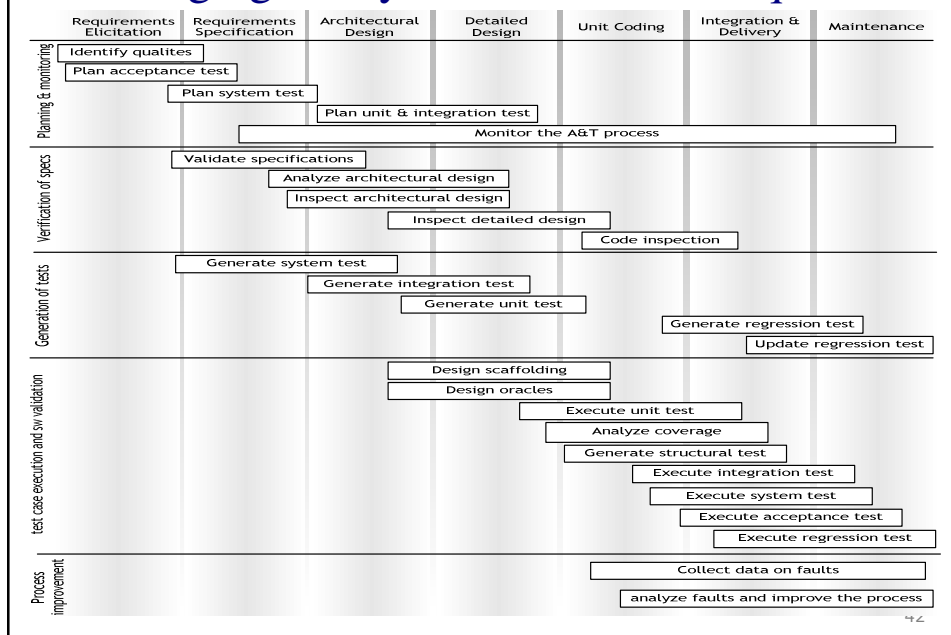 Requirements Elicitation
Requirements Specification
Architectural Design
Detailed Design
Unit Coding
Integration & Delivery
Maintenance
Planning & monitoring
Identify qualites
Plan acceptance test
Plan system test
Plan unit & integration test
Monitor the A&T process
Verification of specs
Validate specifications
Analyze architectural design
Inspect architectural design
Inspect detailed design
Code inspection
Generation of tests
Generate system test
Generate integration test
Generate unit test
Generate regression test
Update regression test
test case execution and sw validation
Design scaffolding
Design oracles
Execute unit test
Analyze coverage
Generate structural test
Execute integration test
Execute system test
Execute acceptance test
Execute regression test
Process improvement
Collect data on faults
analyze faults and improve the process
42